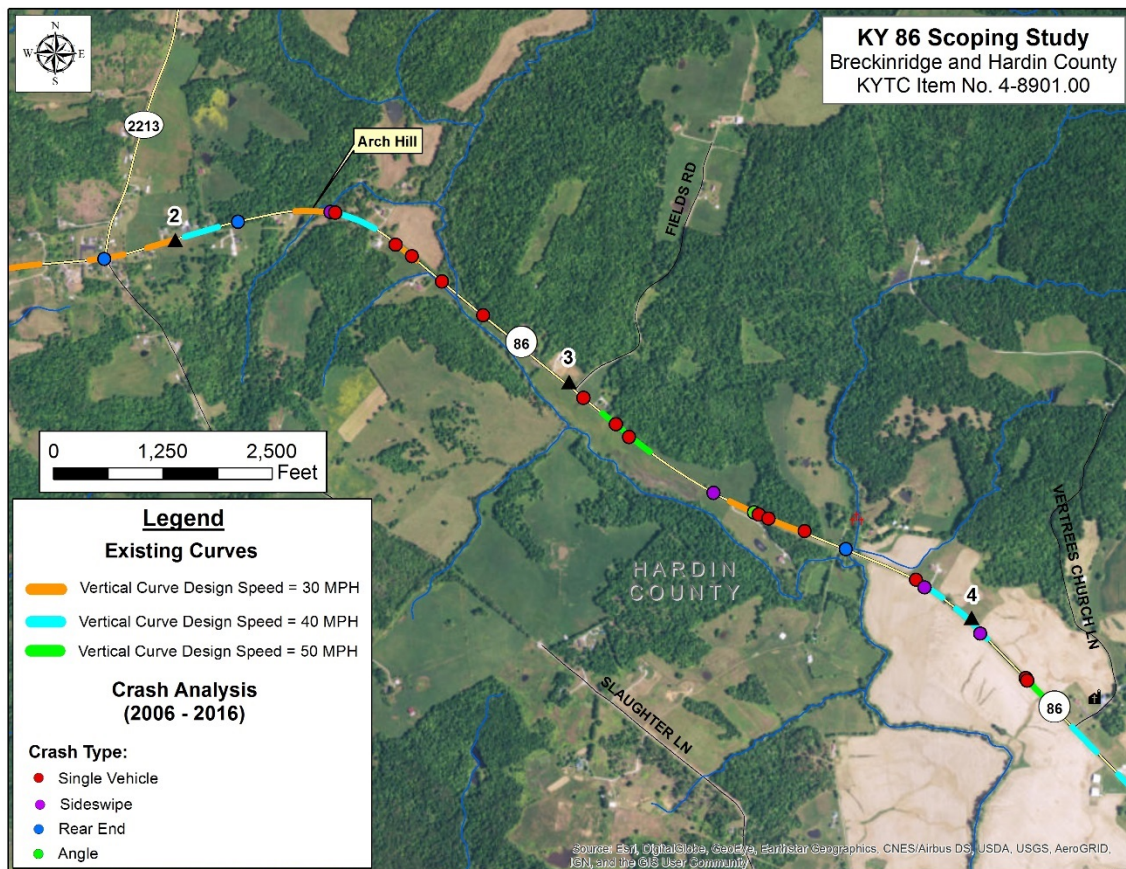 KY 86 Scoping Study
Breckinridge and Hardin County
KYTC Item No. 4-8901.00
N
W E
S
2213
Arch Hill
2
FIELDS RD
86
3
0 1,250 2,500
Feet
Legend
Existing Curves
Vertical Curve Design Speed = 30 MPH
Vertical Curve Design Speed = 40 MPH
Vertical Curve Design Speed = 50 MPH
Crash Analysis
(2006 - 2016)
Crash Type:
Single Vehicle
Sideswipe
Rear End
Angle
HARDIN
COUNTY
VERTREES CHURCH LN
4
SLAUGHTER LN
86
Source: Esri, DigitalGlobe, GeoEye, Earthstar Geographics, CNES/Airbus DS, USDA, USGS, AeroGRID,
IGN, and the GIS User Community